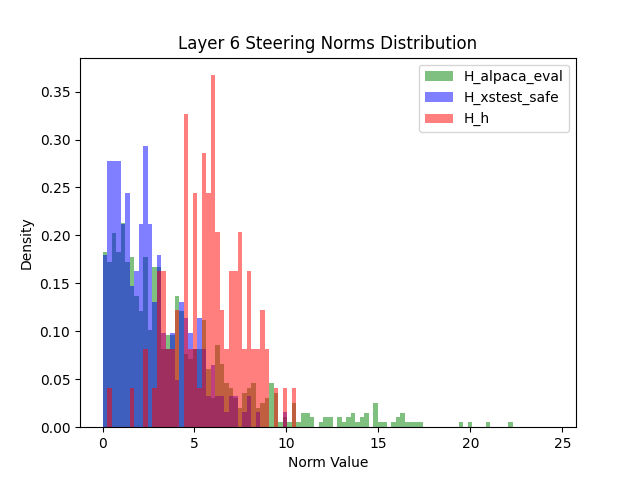 Layer 6 Steering Norms Distribution
H_alpaca_eval
H_xstest_safe
H_h
0.35
0.30
0.25
0.20
0.15
0.10
0.05
0.00
Density
0
5
10
15
20
25
Norm Value